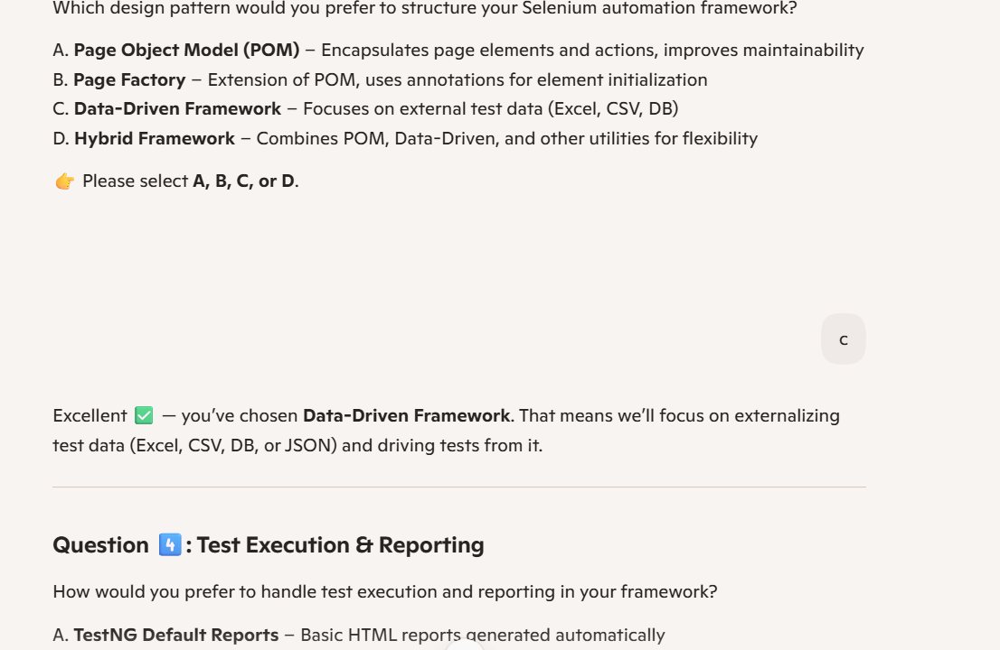 Which design pattern would you prefer to structure your Selenium automation framework?
A. Page Object Model (POM) – Encapsulates page elements and actions, improves maintainability
B. Page Factory – Extension of POM, uses annotations for element initialization
C. Data-Driven Framework – Focuses on external test data (Excel, CSV, DB)
D. Hybrid Framework – Combines POM, Data-Driven, and other utilities for flexibility
👉 Please select A, B, C, or D.
c
Excellent ✅ — you’ve chosen Data-Driven Framework. That means we’ll focus on externalizing
test data (Excel, CSV, DB, or JSON) and driving tests from it.
Question 4️⃣: Test Execution & Reporting
How would you prefer to handle test execution and reporting in your framework?
A. TestNG Default Reports – Basic HTML reports generated automatically